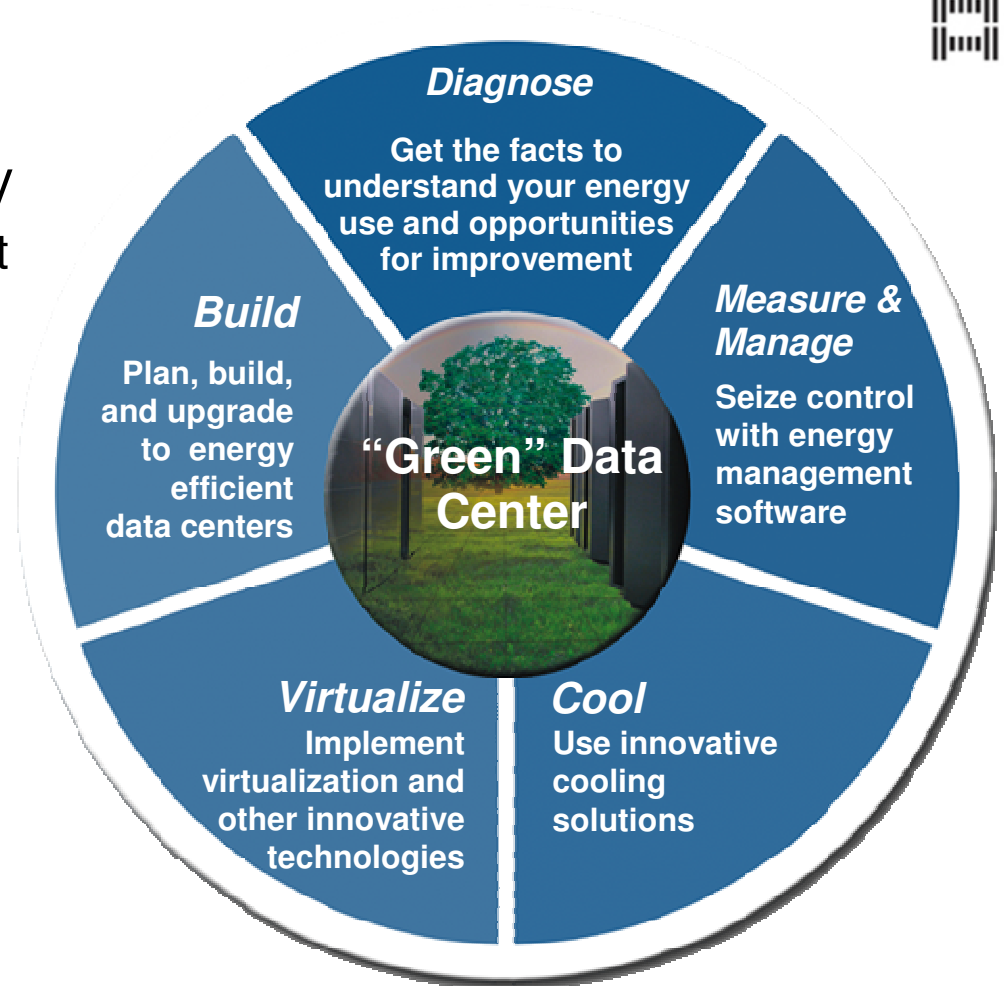 Diagnose
Get the facts to
understand your energy
use and opportunities
for improvement
Measure &
Manage
Seize control
with energy
management
software
Cool
Use innovative
cooling
solutions
Virtualize
Implement
virtualization and
other innovative
technologies
Build
Plan, build,
and upgrade
to energy
efficient
data centers
“Green” Data
Center